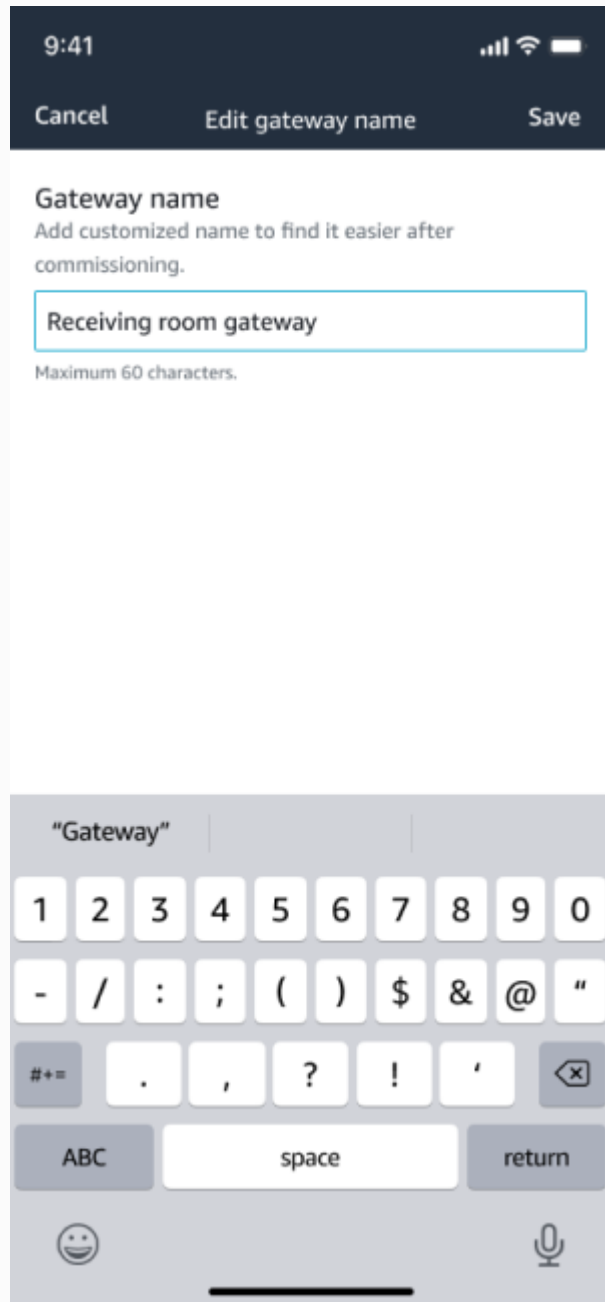 9:41
Cancel Edit gateway name Save
Gateway name
Add customized name to find it easier after
commissioning.
Receiving room gateway
Maximum 60 characters.
“Gateway”
1 2 3 4 5 6 7 8 9 0
- / : ; ( ) $ & @ “
#+= . , ? ! ‘
ABC space return